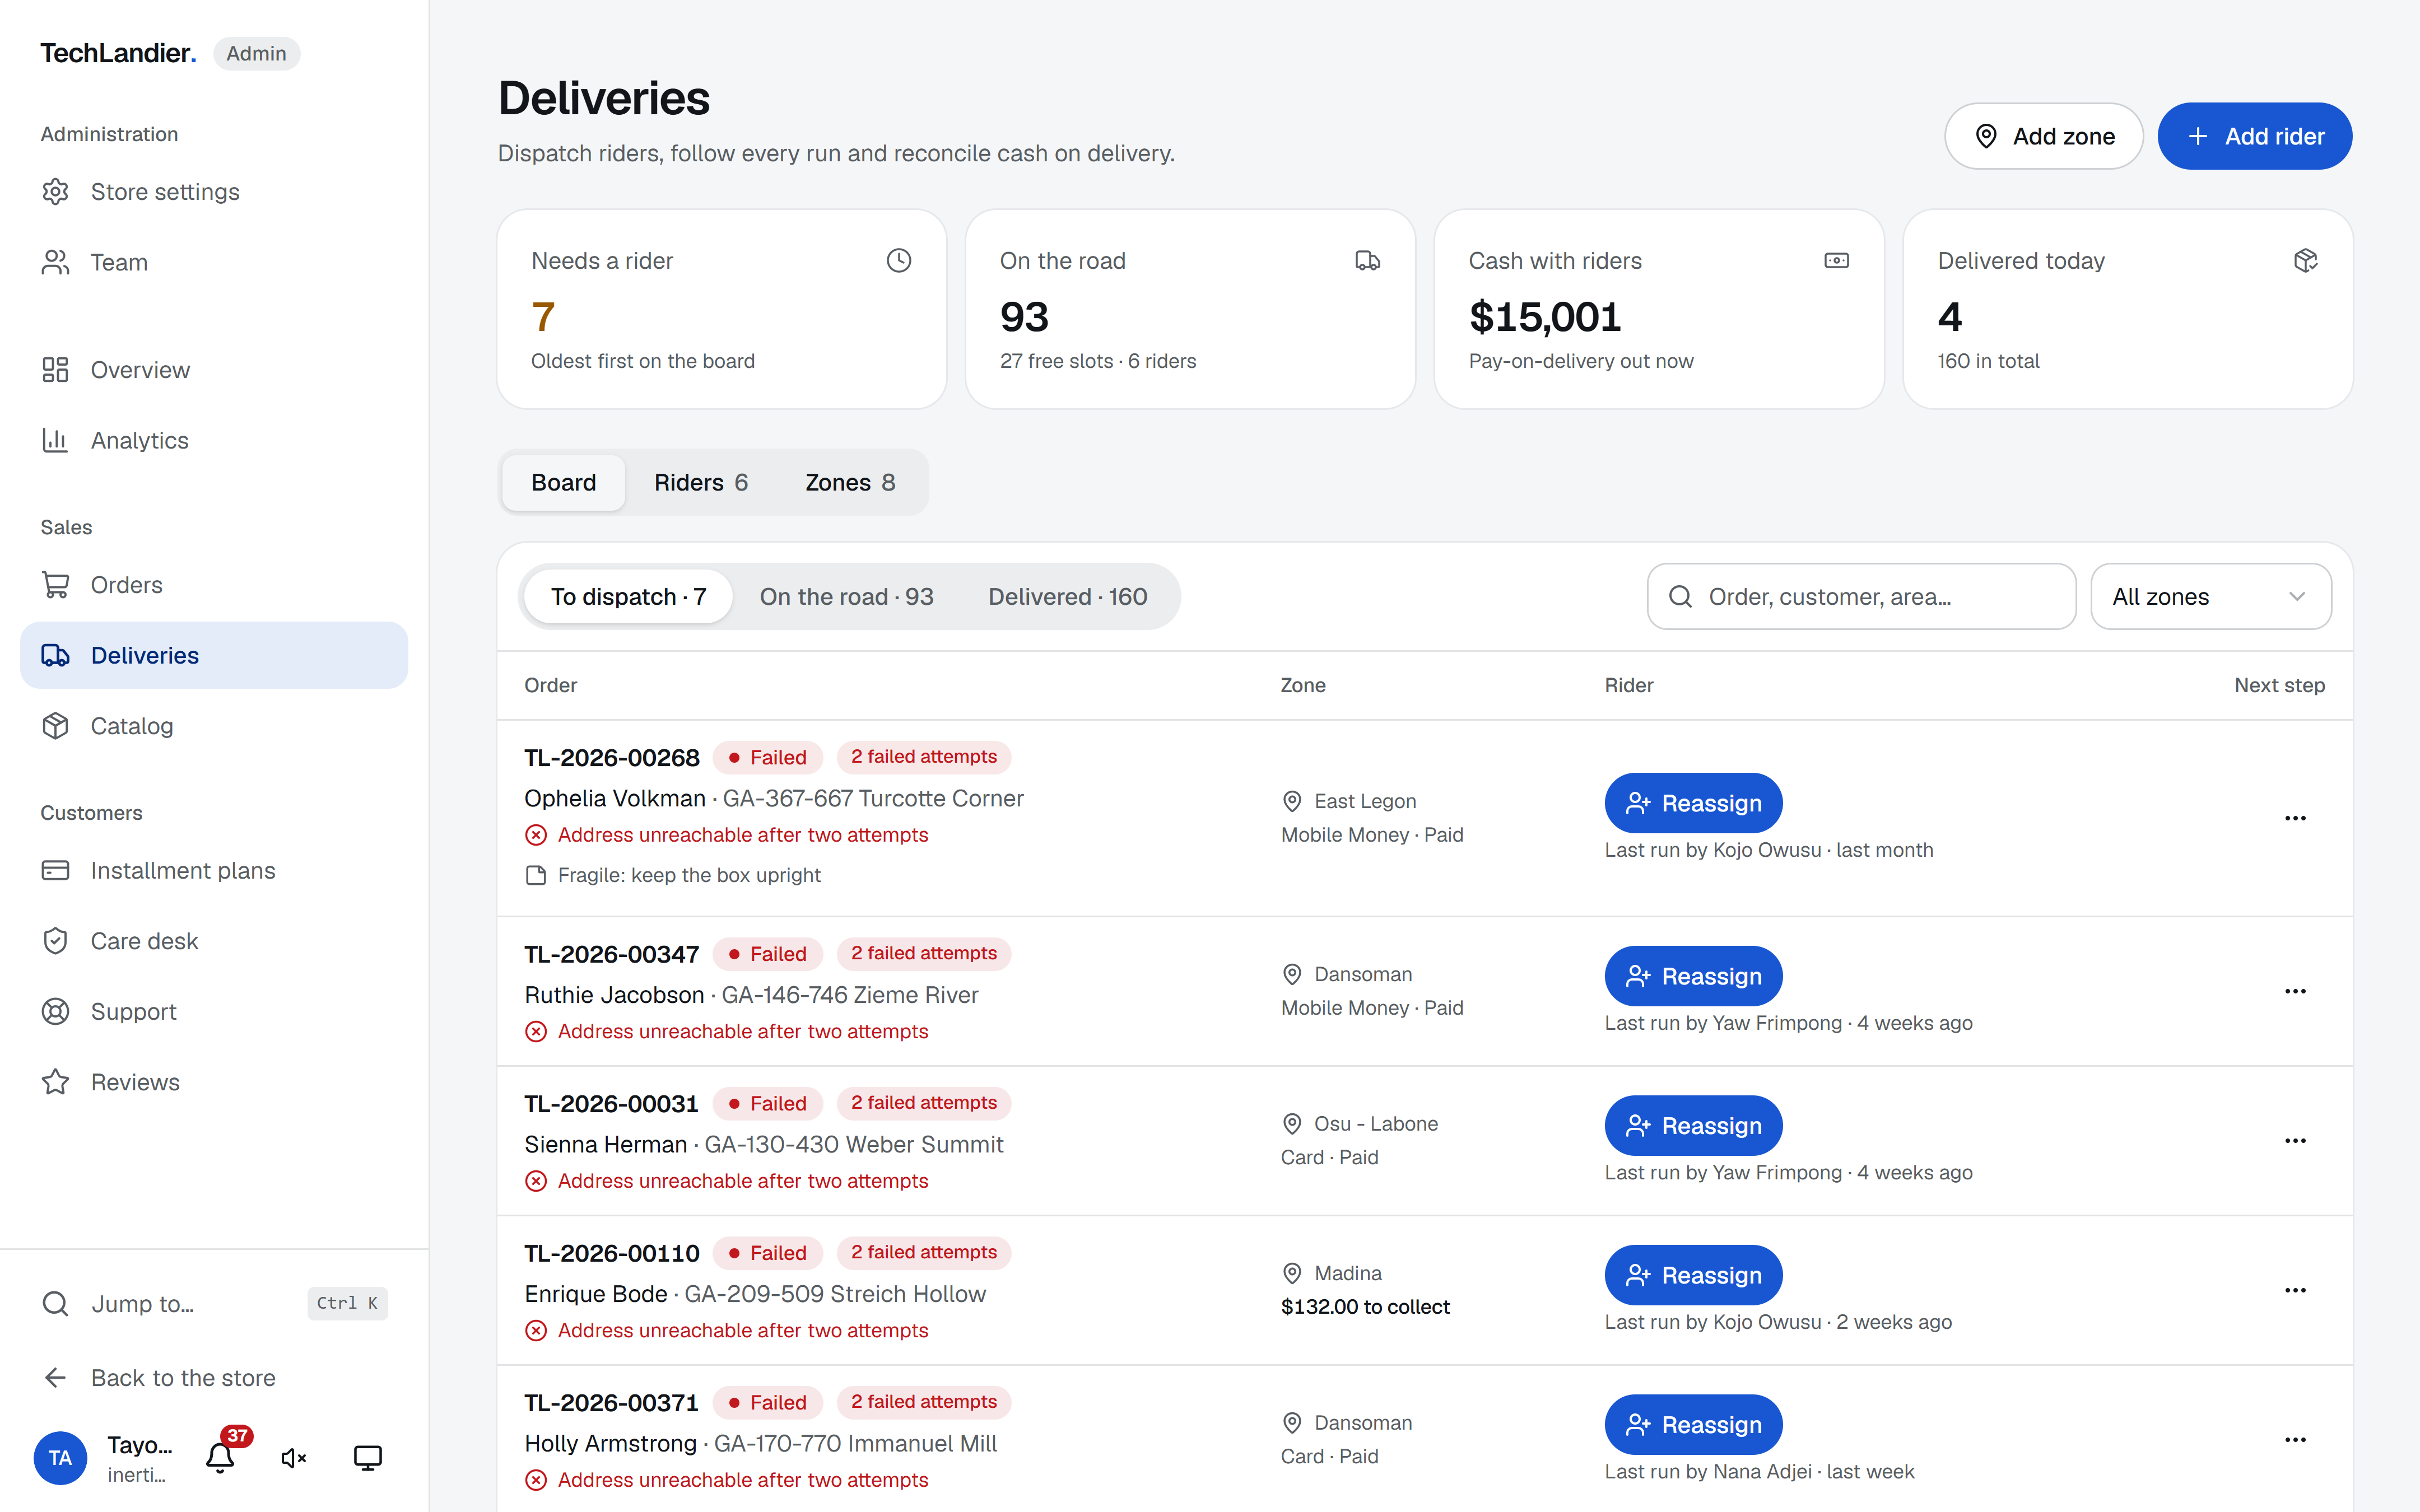 TechLandier. Admin
Administration
Store settings
Team
Overview
Analytics
Sales
Orders
Deliveries
Catalog
Customers
Installment plans
Care desk
Support
Reviews
Jump to... Ctrl K
Back to the store
TA Tayo... 37
inerti...
Deliveries
Dispatch riders, follow every run and reconcile cash on delivery.
Add zone
Add rider
Needs a rider
7
Oldest first on the board
On the road
93
27 free slots · 6 riders
Cash with riders
$15,001
Pay-on-delivery out now
Delivered today
4
160 in total
Board Riders 6 Zones 8
To dispatch · 7 On the road · 93 Delivered · 160
Order, customer, area...
All zones
Order Zone Rider Next step
TL-2026-00268 Failed 2 failed attempts
Ophelia Volkman · GA-367-667 Turcotte Corner
Address unreachable after two attempts
Fragile: keep the box upright
East Legon
Mobile Money · Paid
Reassign
Last run by Kojo Owusu · last month
TL-2026-00347 Failed 2 failed attempts
Ruthie Jacobson · GA-146-746 Zieme River
Address unreachable after two attempts
Dansoman
Mobile Money · Paid
Reassign
Last run by Yaw Frimpong · 4 weeks ago
TL-2026-00031 Failed 2 failed attempts
Sienna Herman · GA-130-430 Weber Summit
Address unreachable after two attempts
Osu - Labone
Card · Paid
Reassign
Last run by Yaw Frimpong · 4 weeks ago
TL-2026-00110 Failed 2 failed attempts
Enrique Bode · GA-209-509 Streich Hollow
Address unreachable after two attempts
Madina
$132.00 to collect
Reassign
Last run by Kojo Owusu · 2 weeks ago
TL-2026-00371 Failed 2 failed attempts
Holly Armstrong · GA-170-770 Immanuel Mill
Address unreachable after two attempts
Dansoman
Card · Paid
Reassign
Last run by Nana Adjei · last week